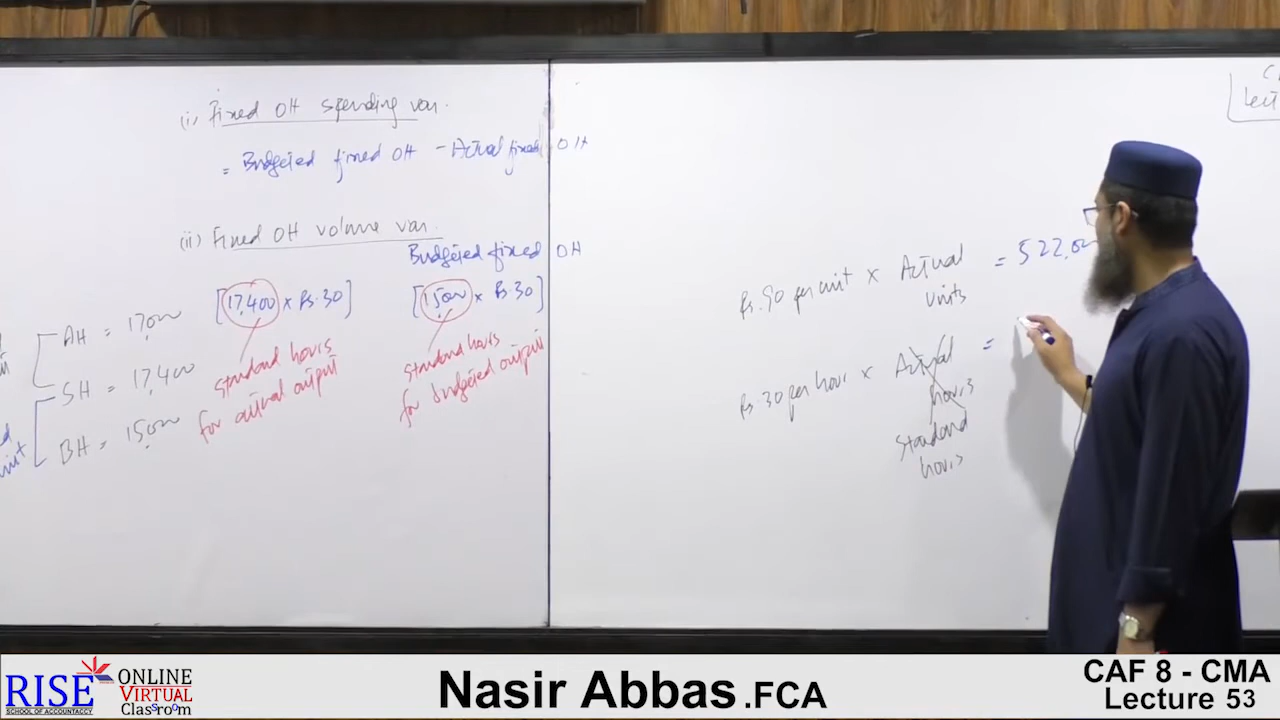 (i) Fixed OH spending var.
= Budgeted fixed OH - Actual fixed OH
(ii) Fixed OH volume var.
Budgeted fixed OH
[17,400 × Rs.30] [15,000 × Rs.30]
standard hours
for actual output
standard hours
for budgeted output
AH = 17,000
SH = 17,400
BH = 15,000
Rs.90 per unit × Actual units = 522,00
Rs.30 per hour × Actual hours =
standard
hours
Lect
RISE
SCHOOL OF ACCOUNTANCY
ONLINE
VIRTUAL
Classroom
Nasir Abbas .FCA
CAF 8 - CMA
Lecture 53